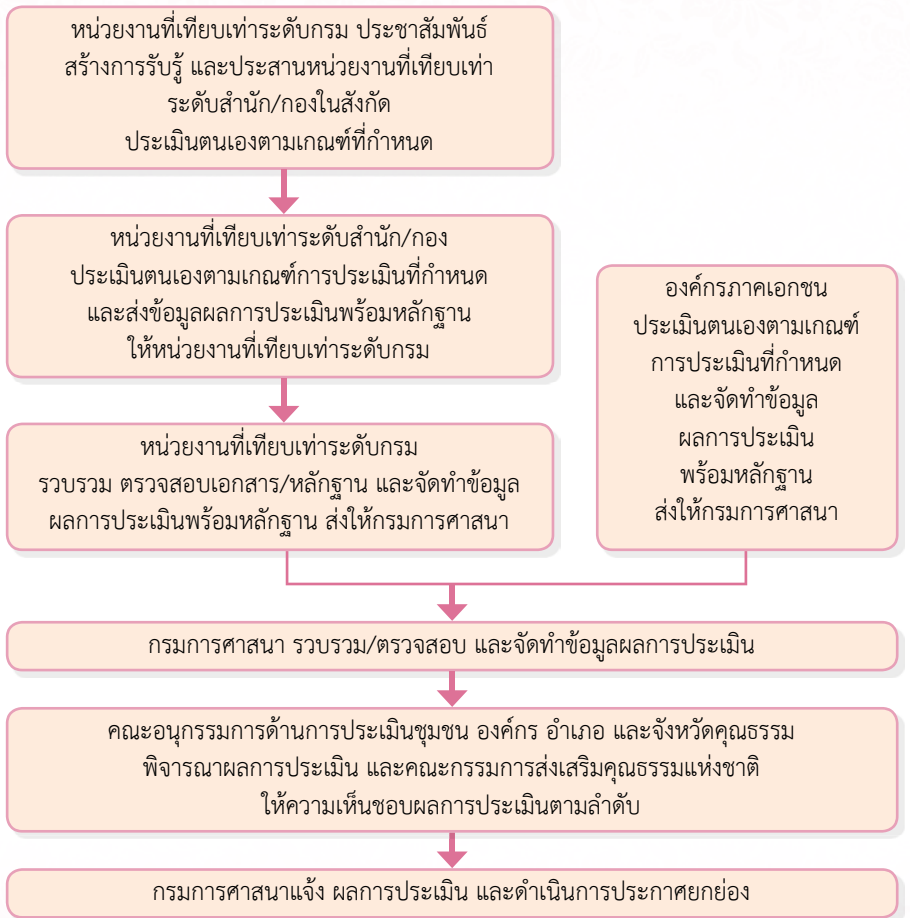 หน่วยงานที่เทียบเท่าระดับกรม ประชาสัมพันธ์
สร้างการรับรู้ และประสานหน่วยงานที่เทียบเท่า
ระดับสำนัก/กองในสังกัด
ประเมินตนเองตามเกณฑ์ที่กำหนด
หน่วยงานที่เทียบเท่าระดับสำนัก/กอง
ประเมินตนเองตามเกณฑ์การประเมินที่กำหนด
และส่งข้อมูลผลการประเมินพร้อมหลักฐาน
ให้หน่วยงานที่เทียบเท่าระดับกรม
หน่วยงานที่เทียบเท่าระดับกรม
รวบรวม ตรวจสอบเอกสาร/หลักฐาน และจัดทำข้อมูล
ผลการประเมินพร้อมหลักฐาน ส่งให้กรมการศาสนา
องค์กรภาคเอกชน
ประเมินตนเองตามเกณฑ์
การประเมินที่กำหนด
และจัดทำข้อมูล
ผลการประเมิน
พร้อมหลักฐาน
ส่งให้กรมการศาสนา
กรมการศาสนา รวบรวม/ตรวจสอบ และจัดทำข้อมูลผลการประเมิน
คณะอนุกรรมการด้านการประเมินชุมชน องค์กร อำเภอ และจังหวัดคุณธรรม
พิจารณาผลการประเมิน และคณะกรรมการส่งเสริมคุณธรรมแห่งชาติ
ให้ความเห็นชอบผลการประเมินตามลำดับ
กรมการศาสนาแจ้ง ผลการประเมิน และดำเนินการประกาศยกย่อง